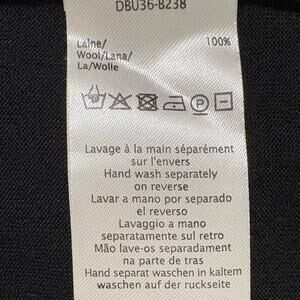 DBU36-B238
Laine/ 100%
Wool/Lana/
La/Wolle
P
Lavage à la main séparément
sur l'envers
Hand wash separately
on reverse
Lavar a mano por separado
el reverso
Lavaggio a mano
separatamente sul retro
Mão lave-os separadament
na parte de tras
Hand separat waschen in kaltem
waschen auf der ruckseite